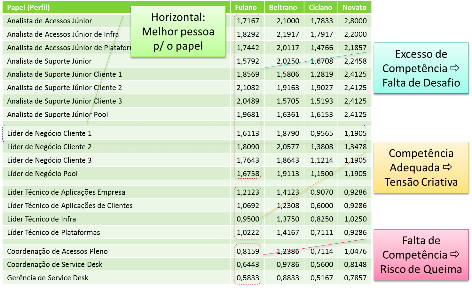 Papel (Perfil) Fulano Beltrano Ciclano Novato
Analista de Acessos Júnior 1,7167 2,1000 1,7833 2,8000
Analista de Acessos Júnior de Infra 1,8292 2,1917 1,7917 2,2000
Analista de Acessos Júnior de Platafor 1,7442 2,0117 1,4766 2,1857
Analista de Suporte Júnior 1,5792 2,0250 1,6708 2,2458
Analista de Suporte Júnior Cliente 1 1,8569 1,5806 1,2819 2,4125
Analista de Suporte Júnior Cliente 2 2,1082 1,9163 1,9027 2,4125
Analista de Suporte Júnior Cliente 3 2,0489 1,5705 1,5193 2,4125
Analista de Suporte Júnior Pool 1,9681 1,6361 1,6153 2,4125
Líder de Negócio Cliente 1 1,6113 1,8790 0,9565 1,1905
Líder de Negócio Cliente 2 1,8090 2,0577 1,3803 1,3478
Líder de Negócio Cliente 3 1,7643 1,8643 1,1214 1,1905
Líder de Negócio Pool 1,6738 1,9113 1,1500 1,1905
Líder Técnico de Aplicações Empresa 1,2123 1,4123 0,9070 0,9286
Líder Técnico de Aplicações de Clientes 1,0692 1,2308 0,6000 0,9286
Líder Técnico de Infra 0,9500 1,3750 0,8250 1,0250
Líder Técnico de Plataformas 1,0222 1,4167 0,7111 0,9286
Coordenação de Acessos Pleno 0,8159 1,2386 0,7114 1,0476
Coordenação de Service Desk 0,6443 0,9786 0,5600 0,8148
Gerência de Service Desk 0,5833 0,8833 0,5167 0,7857
Horizontal:
Melhor pessoa
p/ o papel
Excesso de
Competência ⇨
Falta de Desafio
Competência
Adequada ⇨
Tensão Criativa
Falta de
Competência ⇨
Risco de Queima